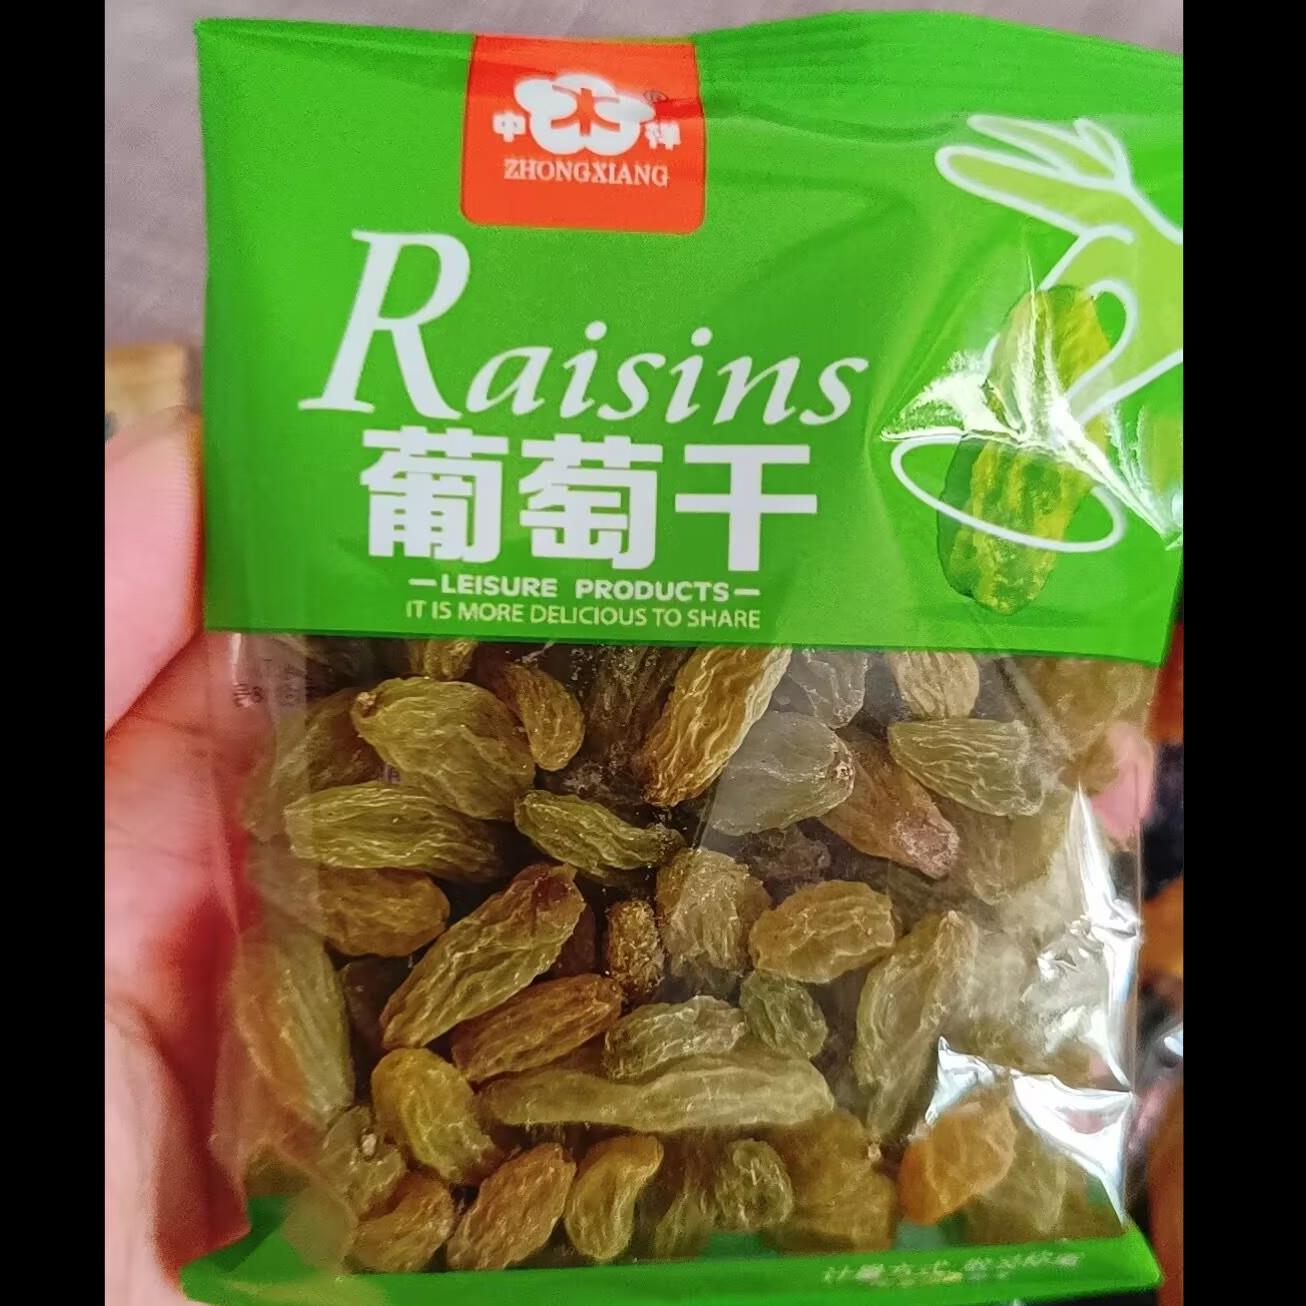 中 祥 ®
ZHONGXIANG
Raisins
葡萄干
LEISURE PRODUCTS
IT IS MORE DELICIOUS TO SHARE